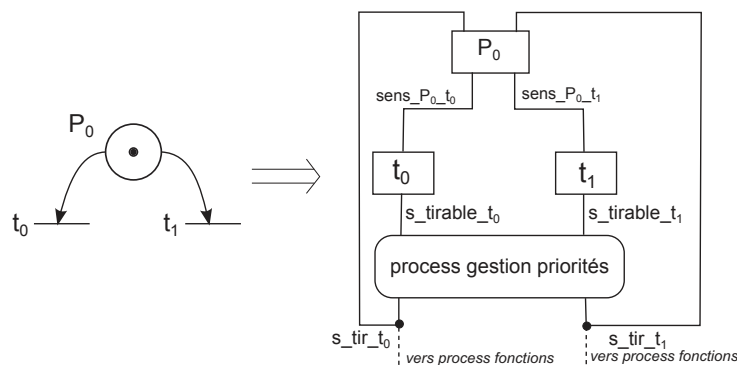 P₀
sens_P₀_t₀
sens_P₀_t₁
P₀
t₀
t₁
t₀
t₁
s_tirable_t₀
s_tirable_t₁
process gestion priorités
s_tir_t₀
s_tir_t₁
vers process fonctions
vers process fonctions